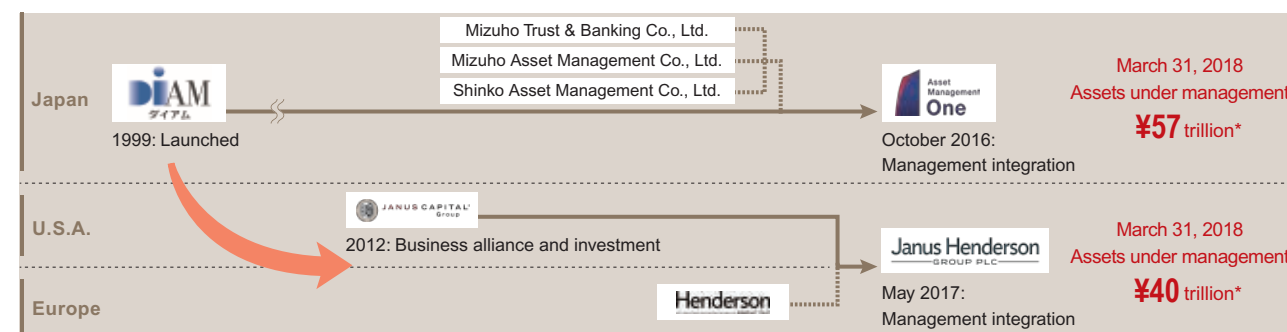 Mizuho Trust & Banking Co., Ltd.
Mizuho Asset Management Co., Ltd.
Shinko Asset Management Co., Ltd.
Japan
DIAM
ダイアム
1999: Launched
Asset
Management
One
October 2016:
Management integration
March 31, 2018
Assets under management
¥57 trillion*
U.S.A.
JANUS CAPITAL
Group
2012: Business alliance and investment
Janus Henderson
GROUP PLC
May 2017:
Management integration
March 31, 2018
Assets under management
¥40 trillion*
Europe
Henderson